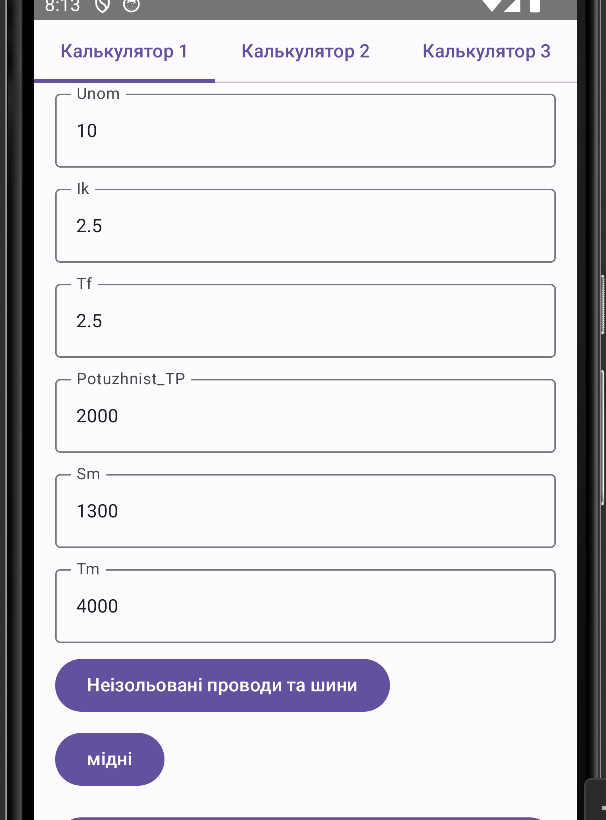 8:13
Калькулятор 1 Калькулятор 2 Калькулятор 3
Unom
10
Ik
2.5
Tf
2.5
Potuzhnist_TP
2000
Sm
1300
Tm
4000
Неізольовані проводи та шини
мідні